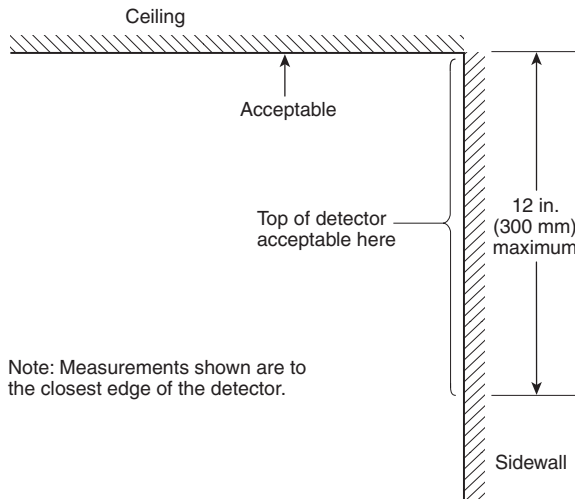 Ceiling
Acceptable
Top of detector
acceptable here
12 in.
(300 mm)
maximum
Note: Measurements shown are to
the closest edge of the detector.
Sidewall